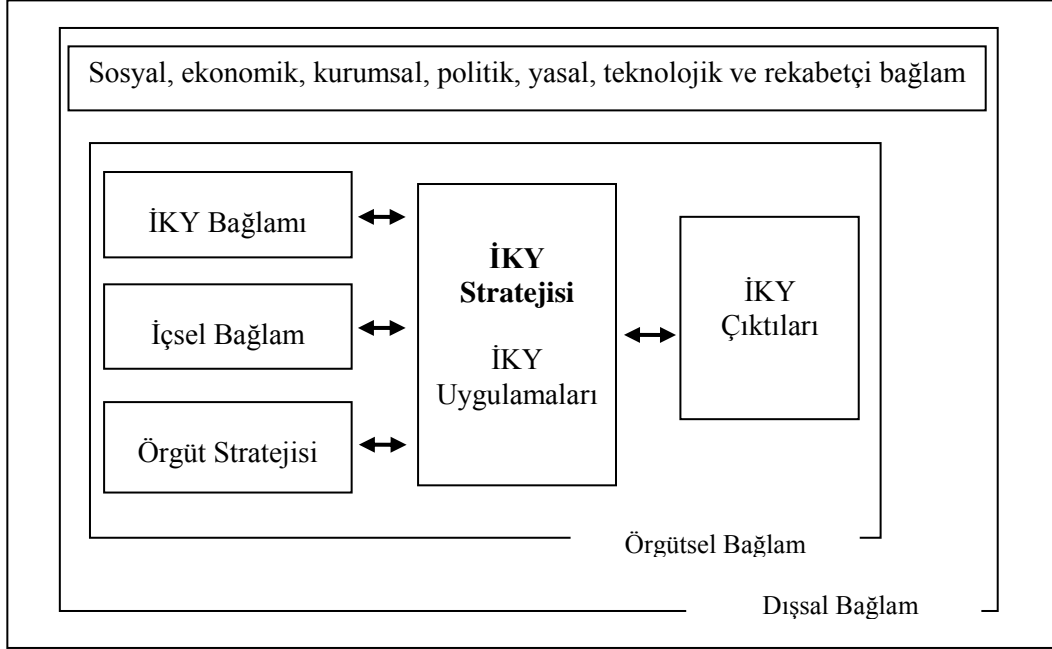 Sosyal, ekonomik, kurumsal, politik, yasal, teknolojik ve rekabetçi bağlam
İKY Bağlamı
İçsel Bağlam
Örgüt Stratejisi
İKY
Stratejisi
İKY
Uygulamaları
İKY
Çıktıları
Örgütsel Bağlam
Dışsal Bağlam